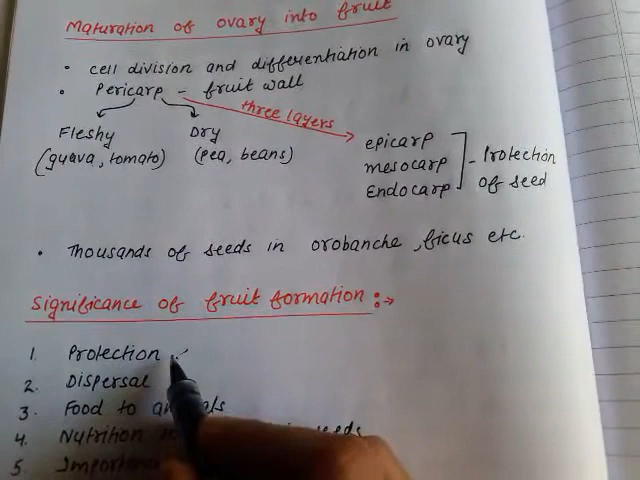 Maturation of ovary into fruit
• cell division and differentiation in ovary
• Pericarp - fruit wall
three layers
Fleshy
(guava, tomato)
Dry
(pea, beans)
epicarp
mesocarp
Endocarp
- Protection
of seed
• Thousands of seeds in orobanche, ficus etc.
Significance of fruit formation :→
1. Protection
2. Dispersal
3. Food to animals
4. Nutrition seeds
5.